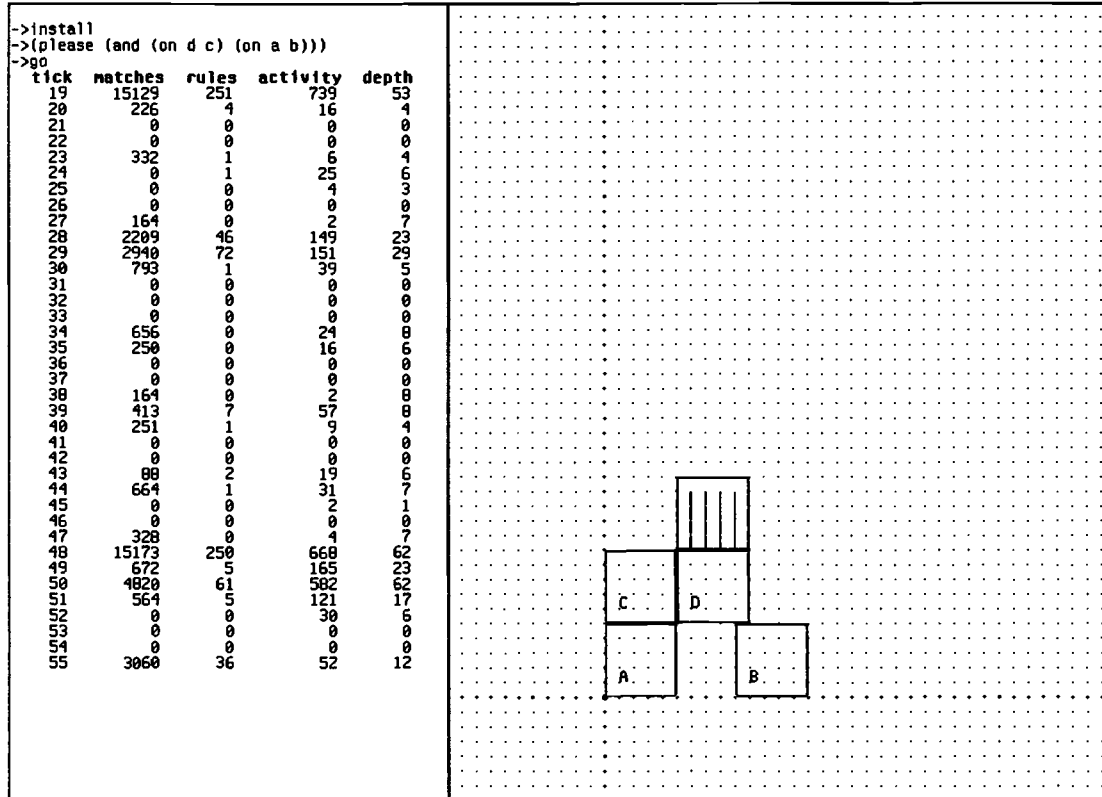 ->install
->(please (and (on d c) (on a b)))
->go
tick matches rules activity depth
19 15129 251 739 53
20 226 4 16 4
21 0 0 0 0
22 0 0 0 0
23 332 1 6 4
24 0 1 25 6
25 0 0 4 3
26 0 0 0 0
27 164 0 2 7
28 2209 46 149 23
29 2940 72 151 29
30 793 1 39 5
31 0 0 0 0
32 0 0 0 0
33 0 0 0 0
34 656 0 24 8
35 250 0 16 6
36 0 0 0 0
37 0 0 0 0
38 164 0 2 8
39 413 7 57 8
40 251 1 9 4
41 0 0 0 0
42 0 0 0 0
43 88 2 19 6
44 664 1 31 7
45 0 0 2 1
46 0 0 0 0
47 328 0 4 7
48 15173 250 668 62
49 672 5 165 23
50 4820 61 582 62
51 564 5 121 17
52 0 0 30 6
53 0 0 0 0
54 0 0 0 0
55 3060 36 52 12
C D
A B